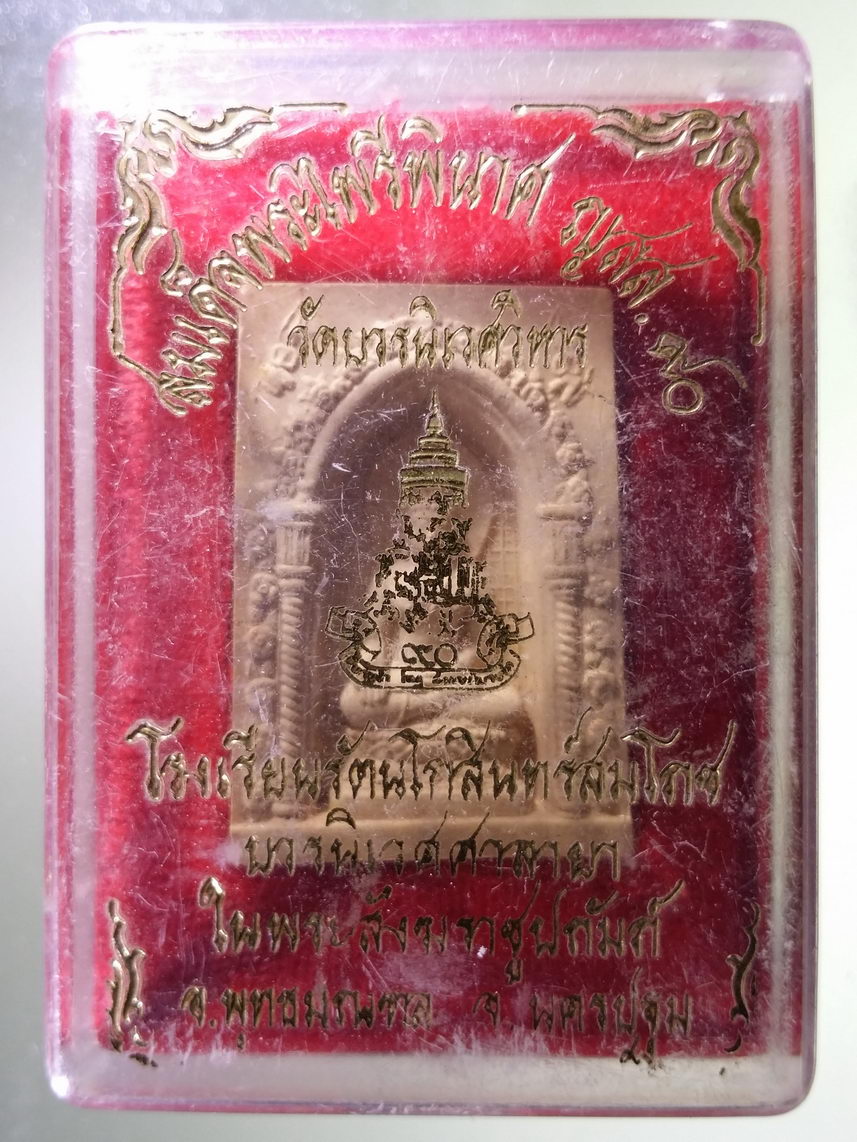 สมเด็จพระไพรีพินาศ ญสส. ๙๐
วัดบวรนิเวศวิหาร
๙๐
โรงเรียนรัตนโกสินทร์สมโภช
บวรนิเวศศาลายา
ในพระสังฆราชูปถัมภ์
อ.พุทธมณฑล จ.นครปฐม